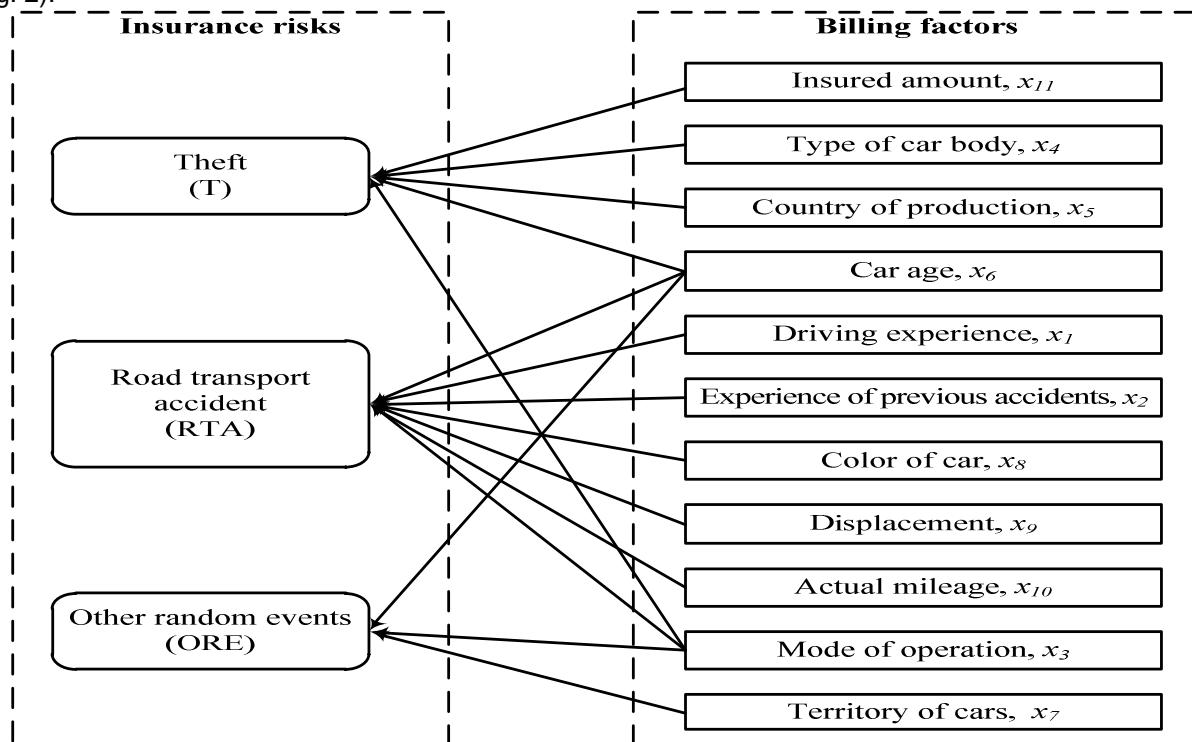 g. 2).
Insurance risks
Theft
(T)
Road transport
accident
(RTA)
Other random events
(ORE)
Billing factors
Insured amount, x₁₁
Type of car body, x₄
Country of production, x₅
Car age, x₆
Driving experience, x₁
Experience of previous accidents, x₂
Color of car, x₈
Displacement, x₉
Actual mileage, x₁₀
Mode of operation, x₃
Territory of cars, x₇